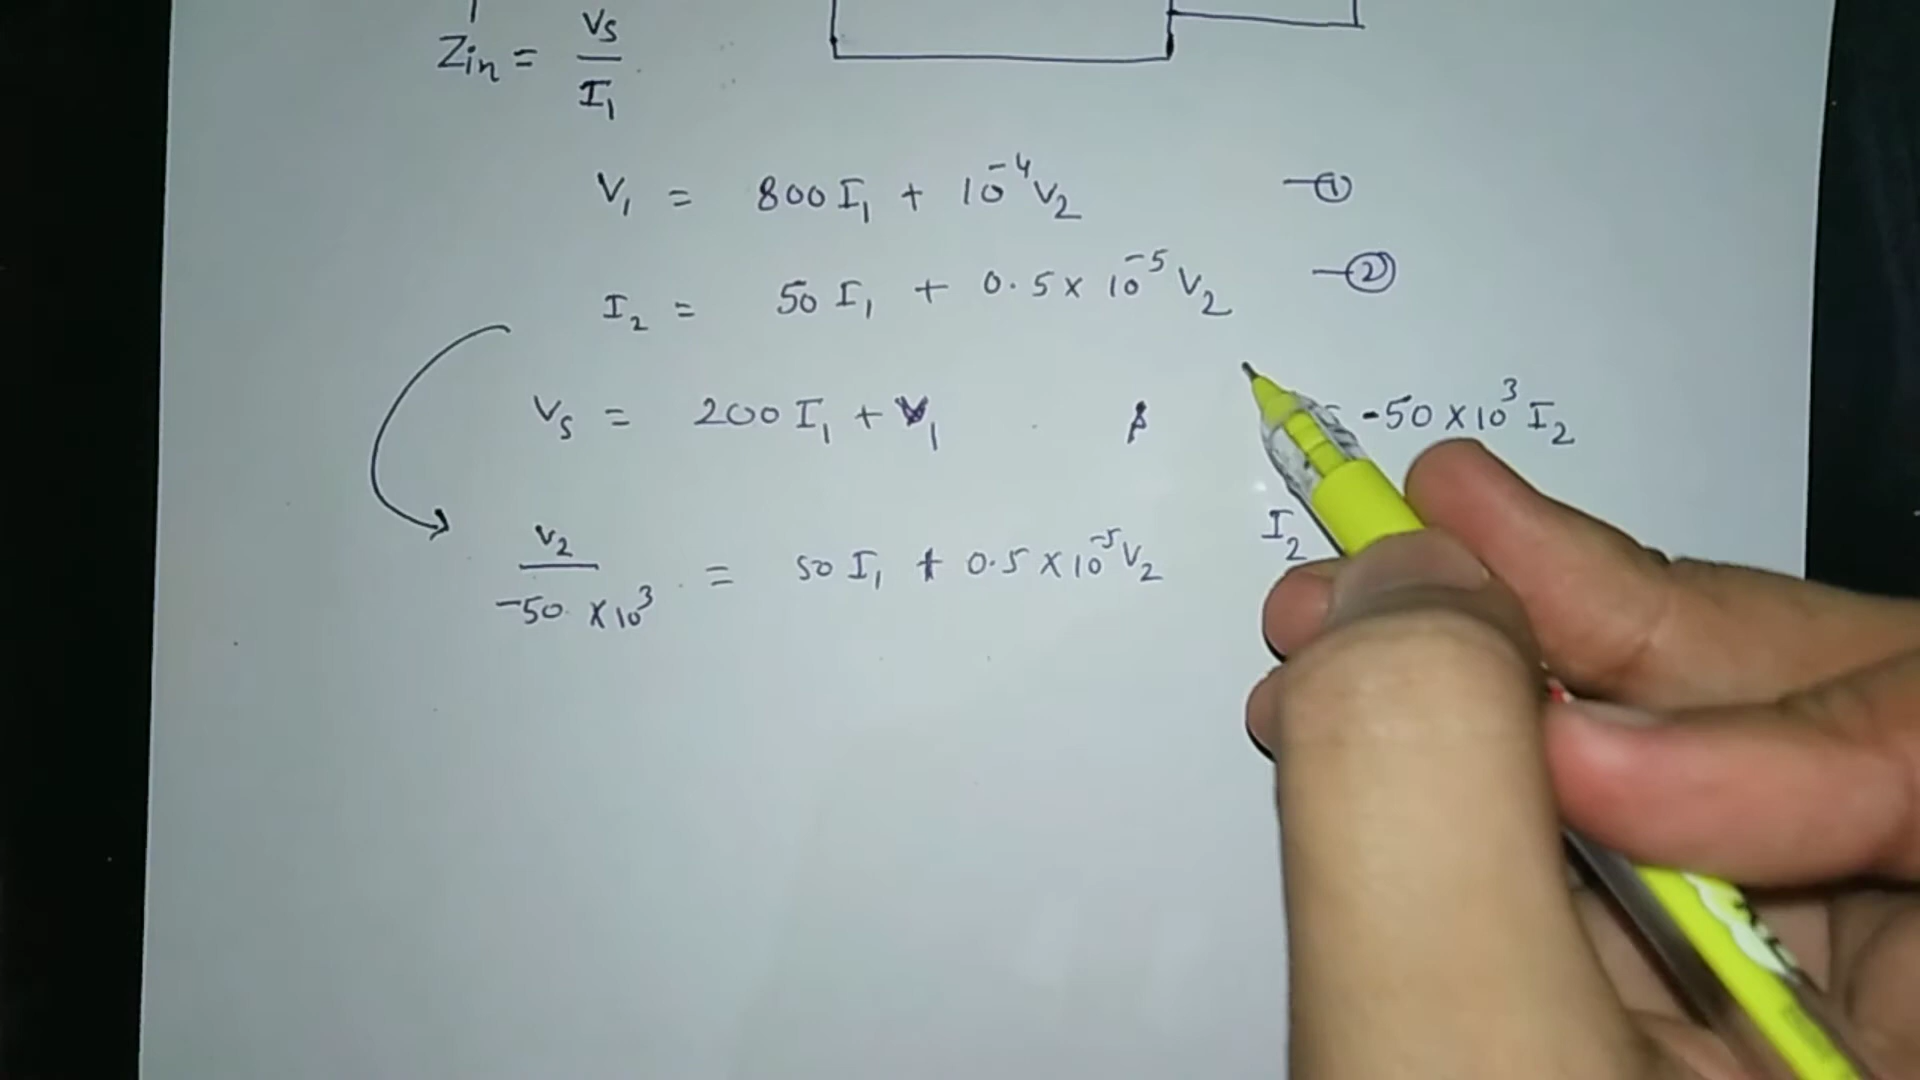 Zin = Vs / I1
V1 = 800 I1 + 10^-4 V2 —①
I2 = 50 I1 + 0.5 x 10^-5 V2 —②
Vs = 200 I1 + V1 = -50 x 10^3 I2
V2 / -50 x 10^3 = 50 I1 + 0.5 x 10^-5 V2 I2